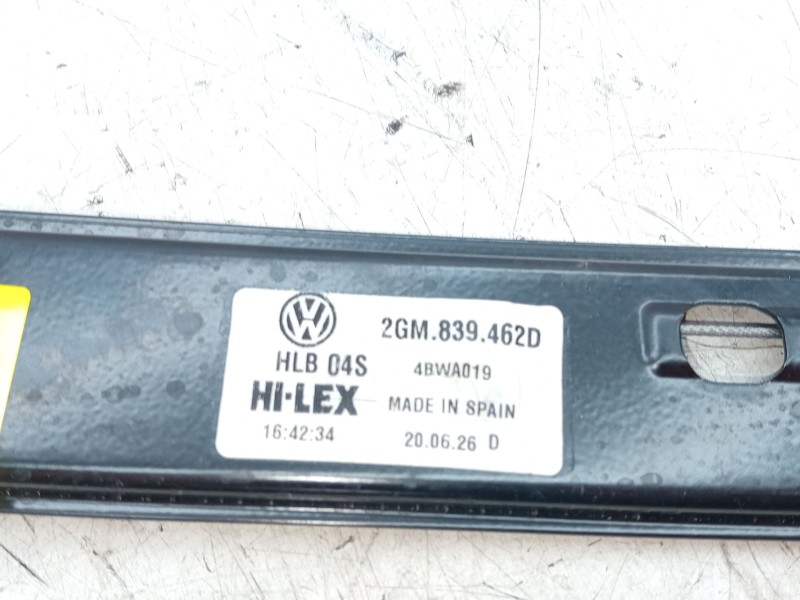 2GM.839.462D
HLB 04S 4BWA019
HI-LEX MADE IN SPAIN
16:42:34 20.06.26 D